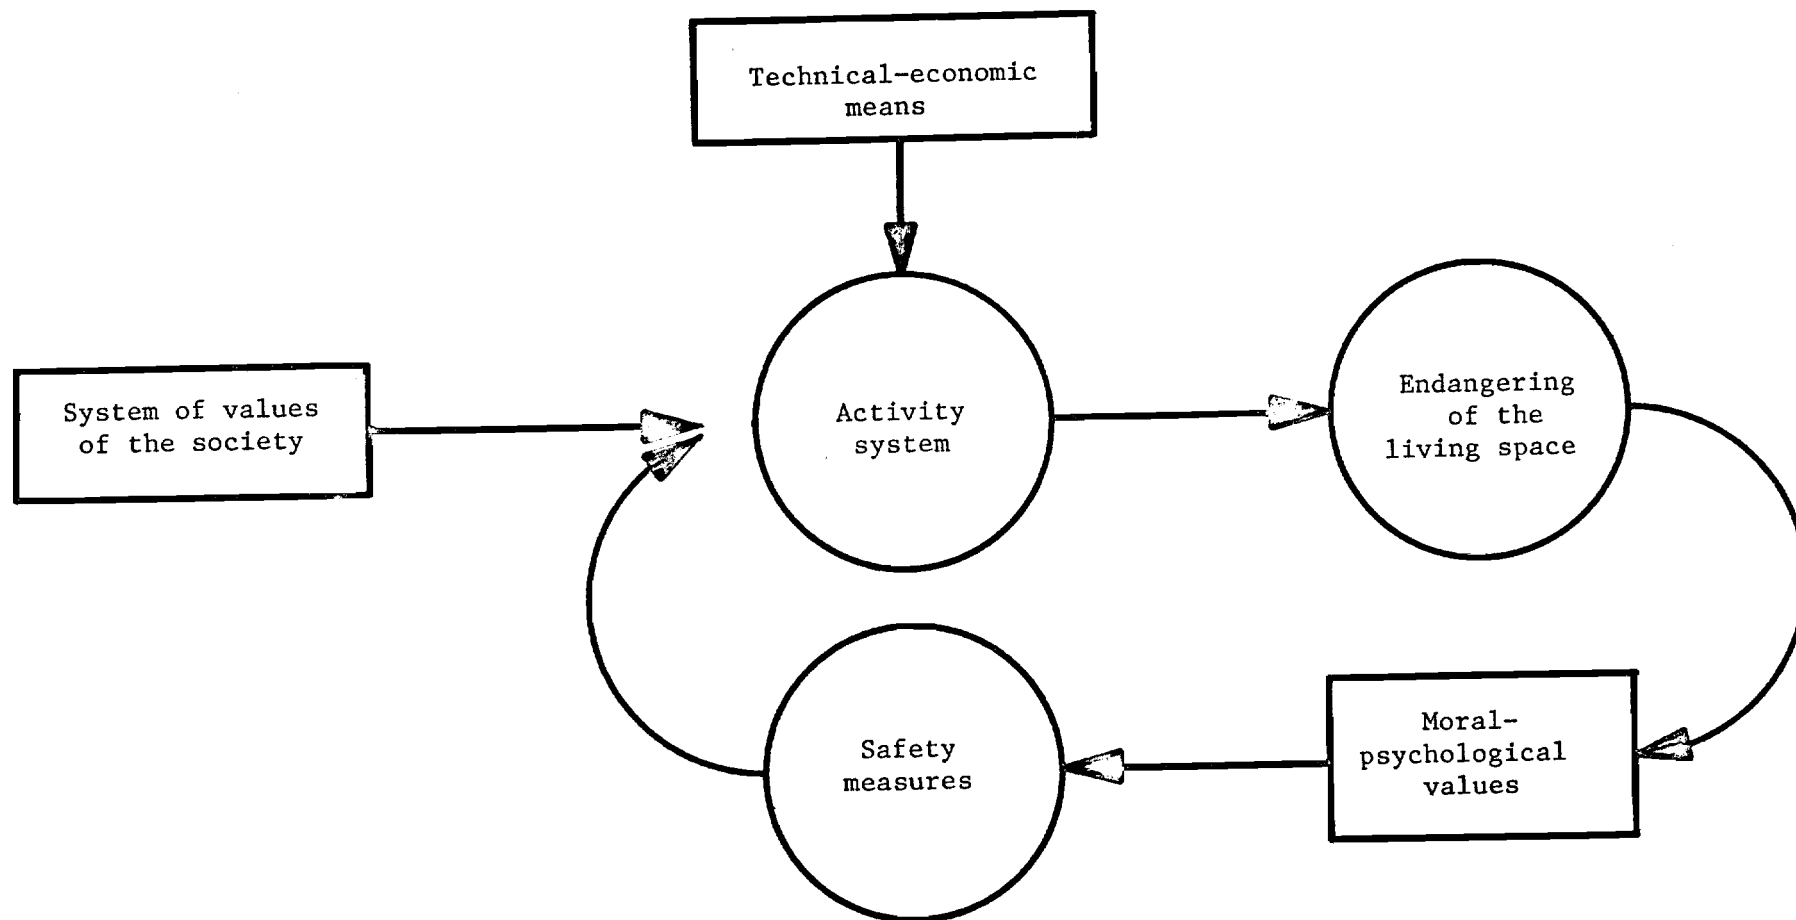 Technical-economic
means
System of values
of the society
Activity
system
Endangering
of the
living space
Safety
measures
Moral-
psychological
values